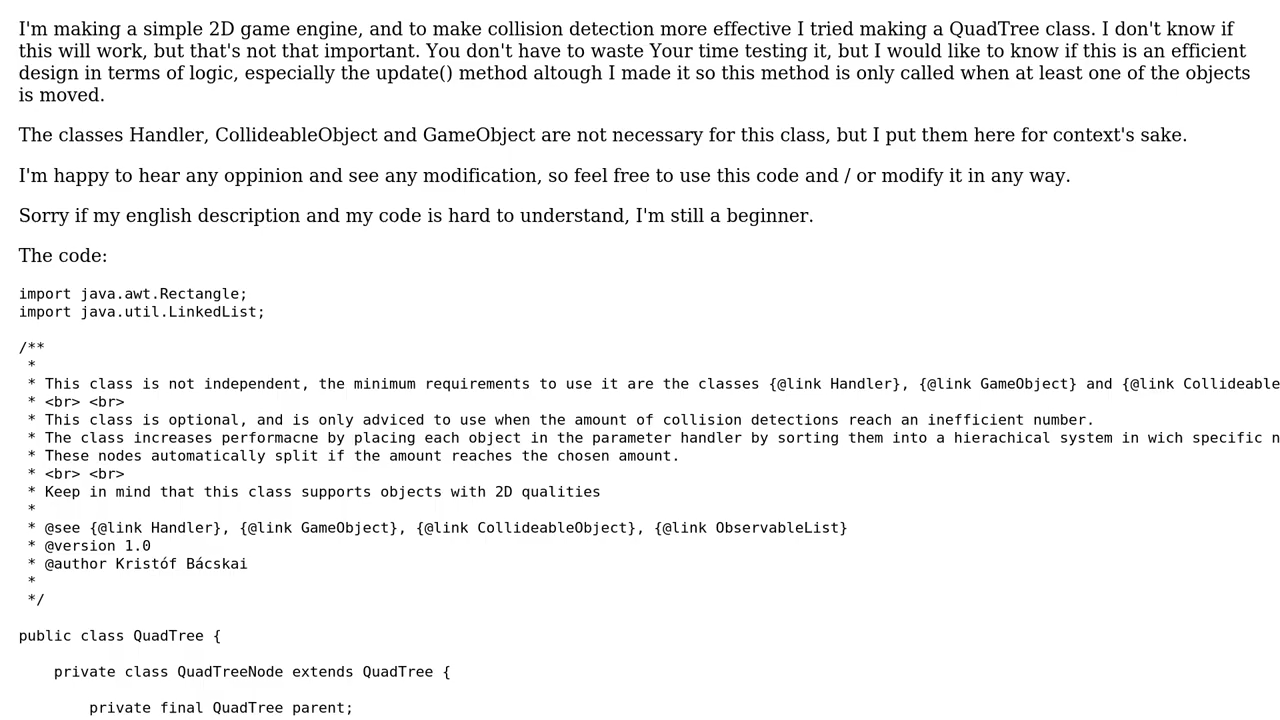 I'm making a simple 2D game engine, and to make collision detection more effective I tried making a QuadTree class. I don't know if
this will work, but that's not that important. You don't have to waste Your time testing it, but I would like to know if this is an efficient
design in terms of logic, especially the update() method altough I made it so this method is only called when at least one of the objects
is moved.
The classes Handler, CollideableObject and GameObject are not necessary for this class, but I put them here for context's sake.
I'm happy to hear any oppinion and see any modification, so feel free to use this code and / or modify it in any way.
Sorry if my english description and my code is hard to understand, I'm still a beginner.
The code:
import java.awt.Rectangle;
import java.util.LinkedList;
/**
 *
 * This class is not independent, the minimum requirements to use it are the classes {@link Handler}, {@link GameObject} and {@link Collideable
 * <br> <br>
 * This class is optional, and is only adviced to use when the amount of collision detections reach an inefficient number.
 * The class increases performacne by placing each object in the parameter handler by sorting them into a hierachical system in wich specific n
 * These nodes automatically split if the amount reaches the chosen amount.
 * <br> <br>
 * Keep in mind that this class supports objects with 2D qualities
 *
 * @see {@link Handler}, {@link GameObject}, {@link CollideableObject}, {@link ObservableList}
 * @version 1.0
 * @author Kristóf Bácskai
 *
 */
public class QuadTree {
    private class QuadTreeNode extends QuadTree {
        private final QuadTree parent;